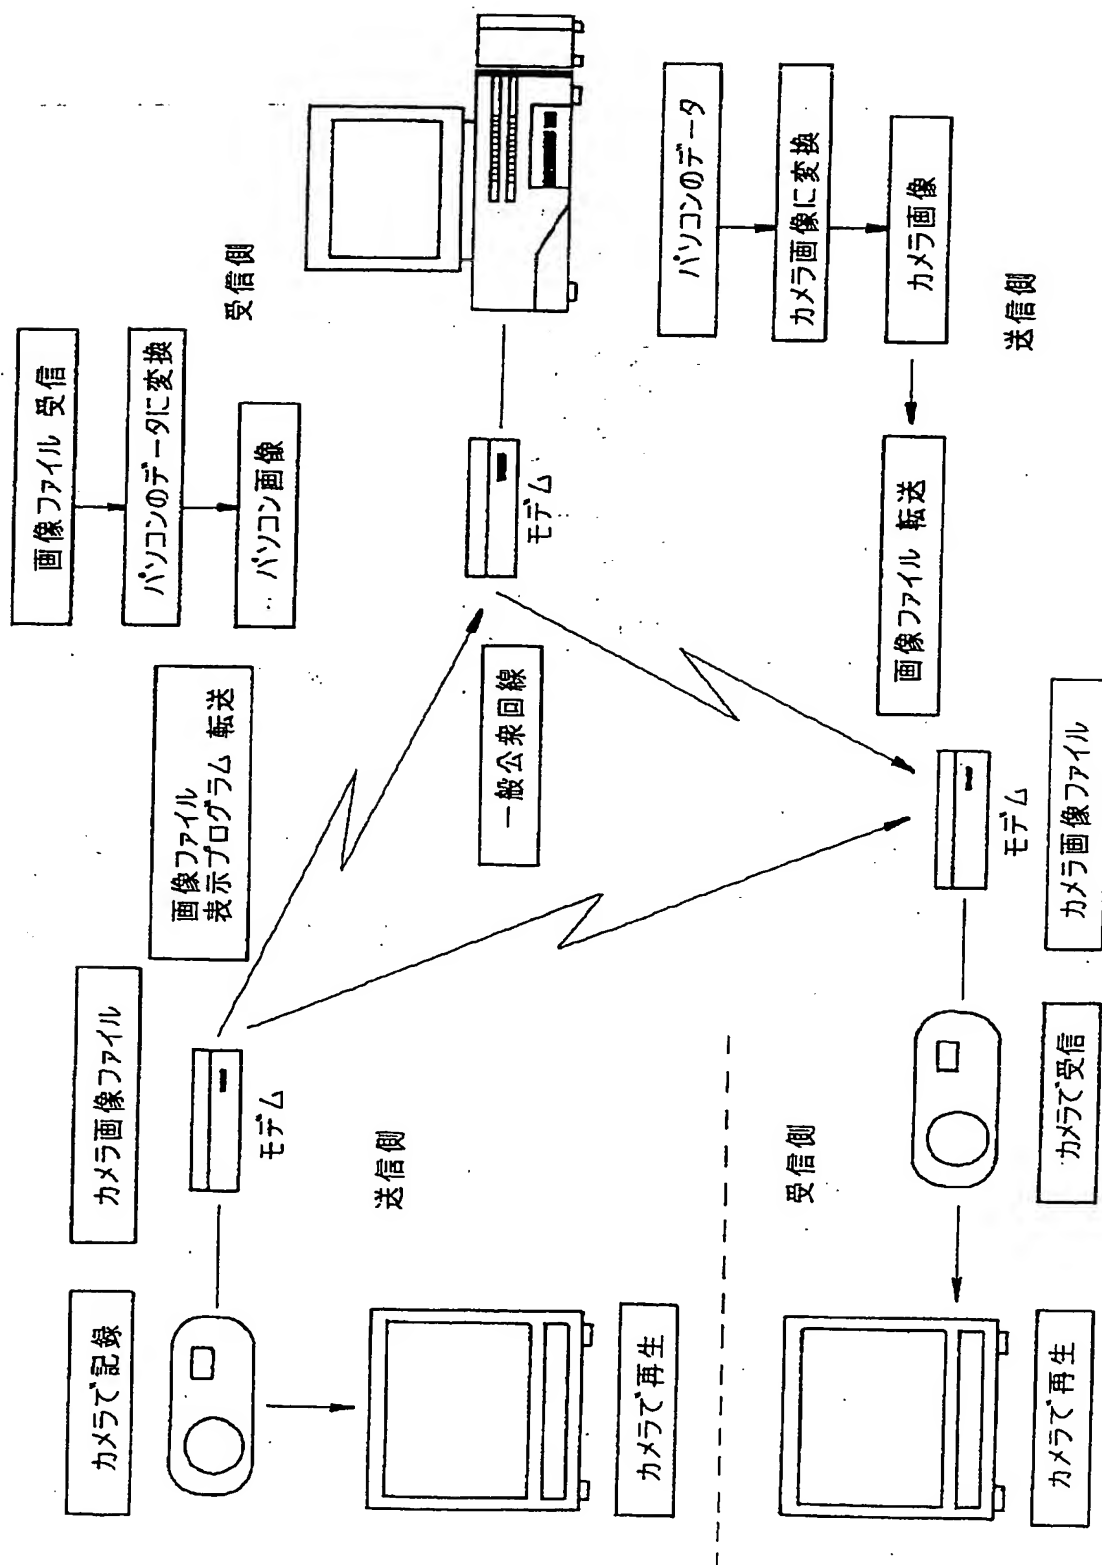 カメラで記録
カメラ画像ファイル
画像ファイル
表示プログラム 転送
画像ファイル 受信
パソコンのデータに変換
パソコン画像
受信側
モデム
送信側
カメラで再生
一般公衆回線
モデム
パソコンのデータ
カメラ画像に変換
カメラ画像
送信側
画像ファイル 転送
受信側
モデム
カメラ画像ファイル
カメラで受信
カメラで再生